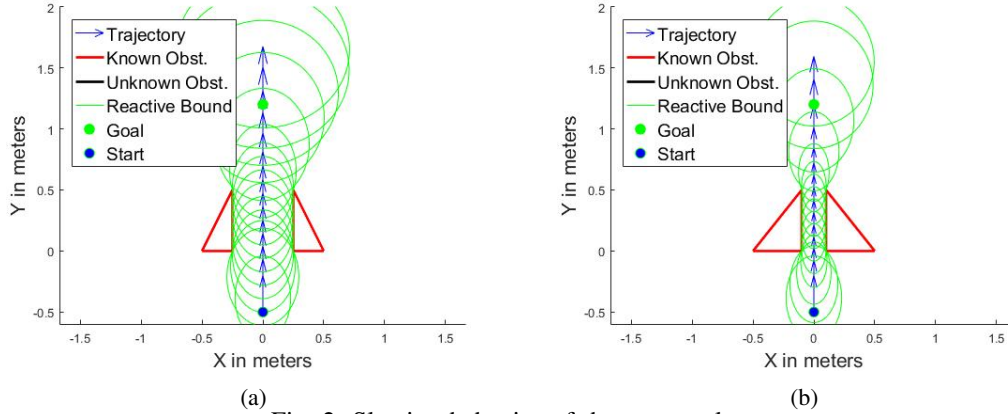 2
1.5
1
0.5
0
-0.5
Y in meters
-1.5 -1 -0.5 0 0.5 1 1.5
X in meters
Trajectory
Known Obst.
Unknown Obst.
Reactive Bound
Goal
Start
(a)
2
1.5
1
0.5
0
-0.5
Y in meters
-1.5 -1 -0.5 0 0.5 1 1.5
X in meters
Trajectory
Known Obst.
Unknown Obst.
Reactive Bound
Goal
Start
(b)